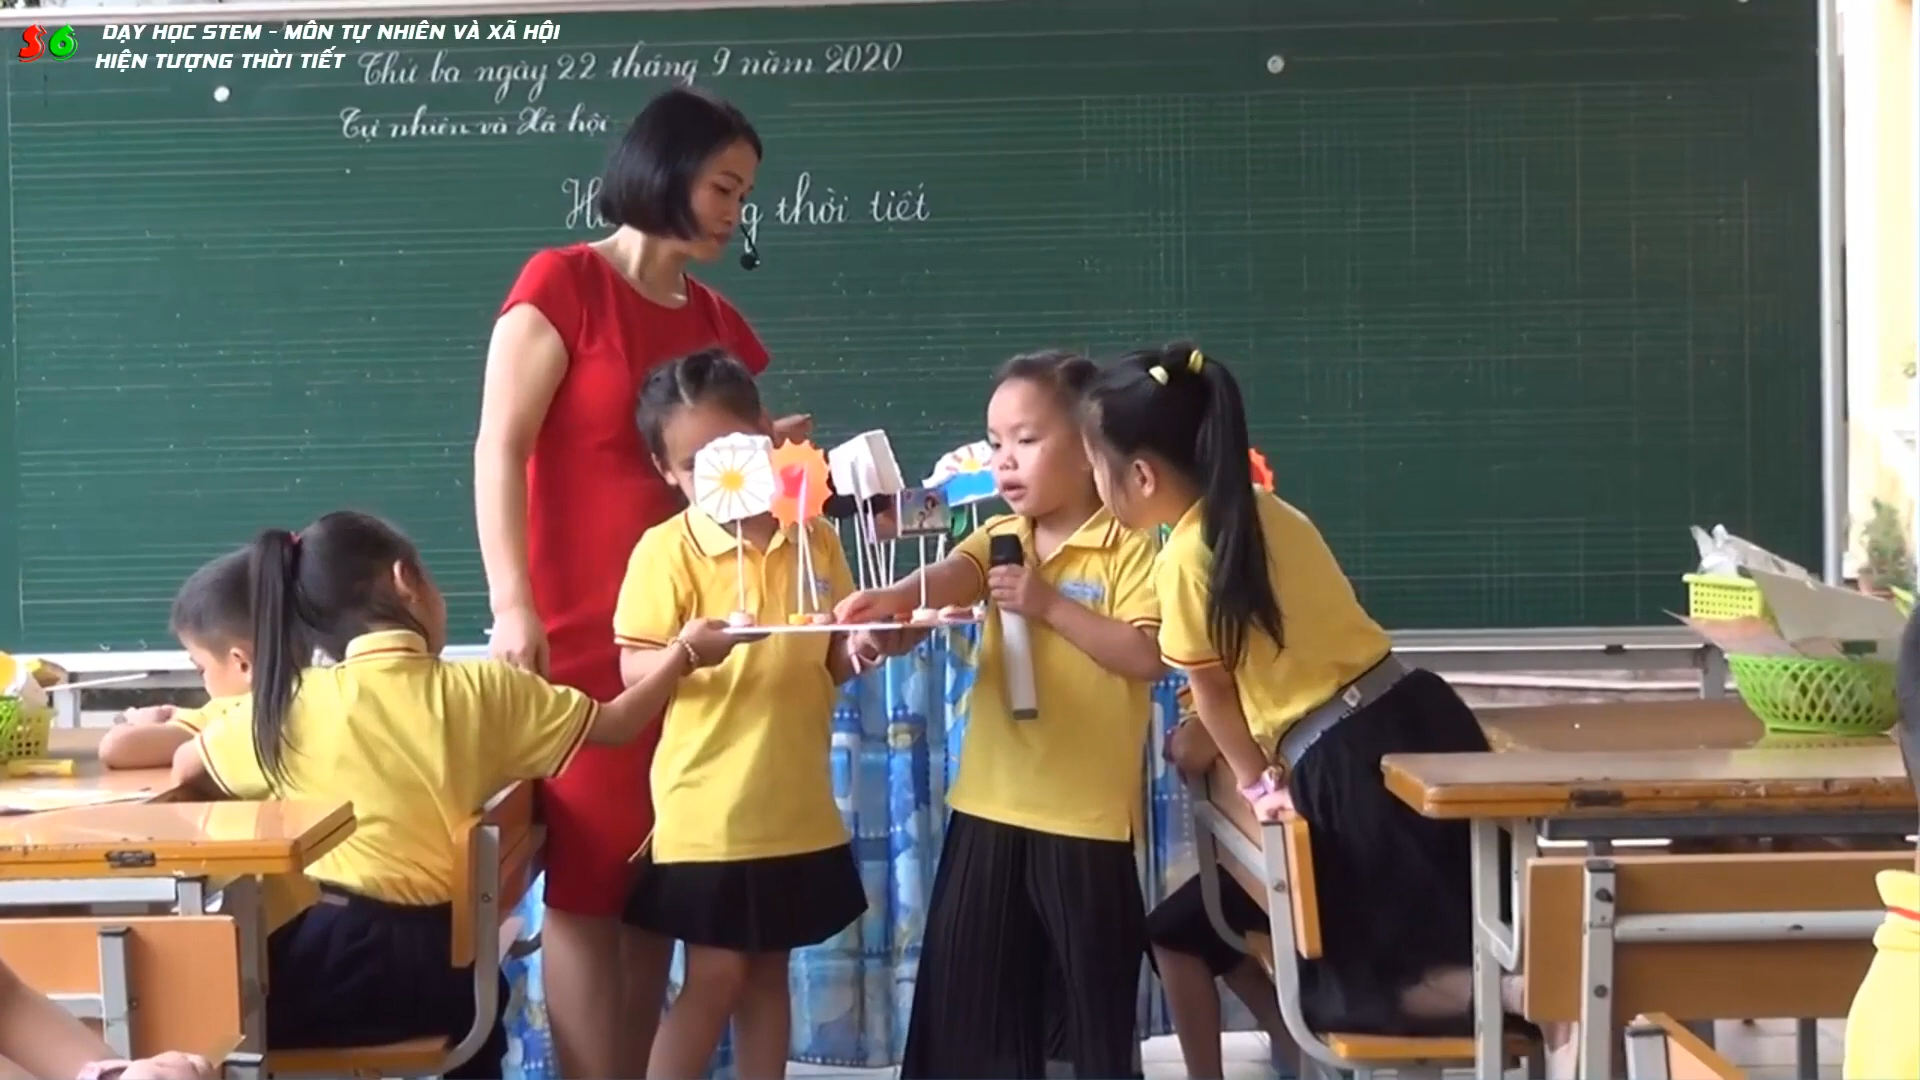 S6
DẠY HỌC STEM - MÔN TỰ NHIÊN VÀ XÃ HỘI
HIỆN TƯỢNG THỜI TIẾT
Thứ ba ngày 22 tháng 9 năm 2020
Tự nhiên và Xã hội
thời tiết